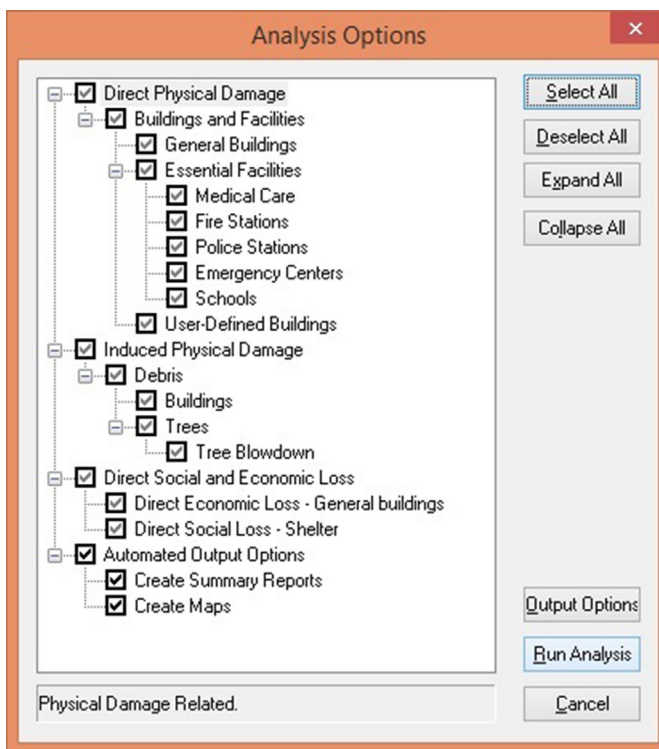 Analysis Options
Direct Physical Damage
Buildings and Facilities
General Buildings
Essential Facilities
Medical Care
Fire Stations
Police Stations
Emergency Centers
Schools
User-Defined Buildings
Induced Physical Damage
Debris
Buildings
Trees
Tree Blowdown
Direct Social and Economic Loss
Direct Economic Loss - General buildings
Direct Social Loss - Shelter
Automated Output Options
Create Summary Reports
Create Maps
Select All
Deselect All
Expand All
Collapse All
Output Options
Run Analysis
Cancel
Physical Damage Related.